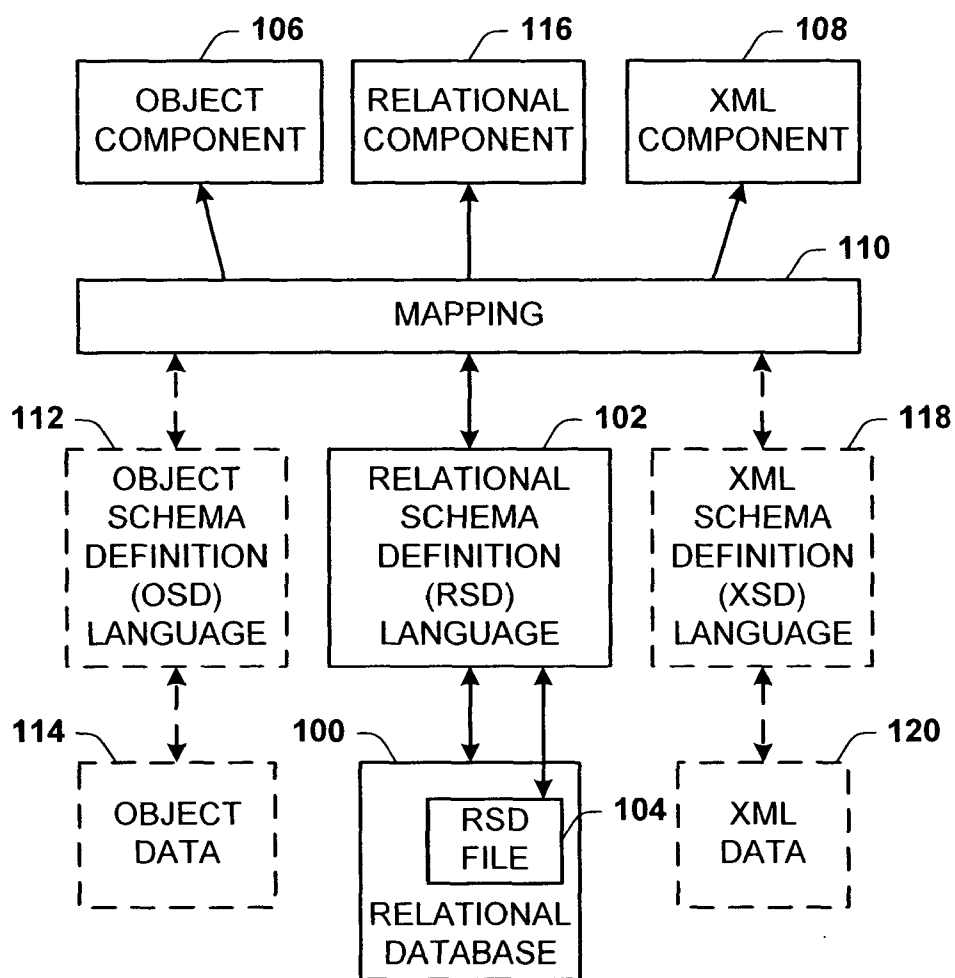 106
116
108
OBJECT
COMPONENT
RELATIONAL
COMPONENT
XML
COMPONENT
110
MAPPING
112
102
118
OBJECT
SCHEMA
DEFINITION
(OSD)
LANGUAGE
RELATIONAL
SCHEMA
DEFINITION
(RSD)
LANGUAGE
XML
SCHEMA
DEFINITION
(XSD)
LANGUAGE
114
100
120
OBJECT
DATA
RSD
FILE
104
RELATIONAL
DATABASE
XML
DATA